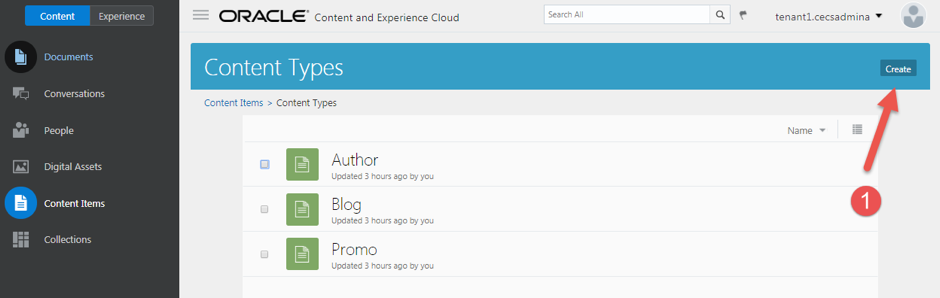 Content
Experience
ORACLE® Content and Experience Cloud
Search All
tenant1.cecsadmina
Documents
Conversations
People
Digital Assets
Content Items
Collections
Content Types
Create
Content Items > Content Types
Name
Author
Updated 3 hours ago by you
Blog
Updated 3 hours ago by you
Promo
Updated 3 hours ago by you
1